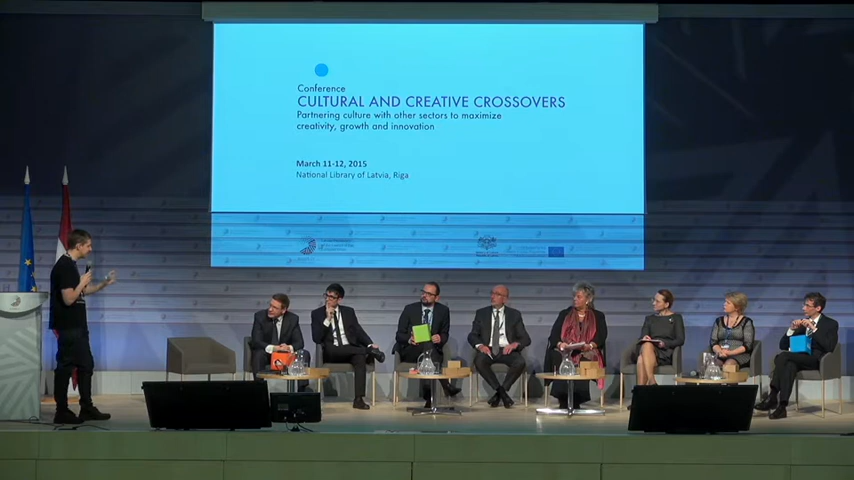 Conference
CULTURAL AND CREATIVE CROSSOVERS
Partnering culture with other sectors to maximize
creativity, growth and innovation
March 11-12, 2015
National Library of Latvia, Riga